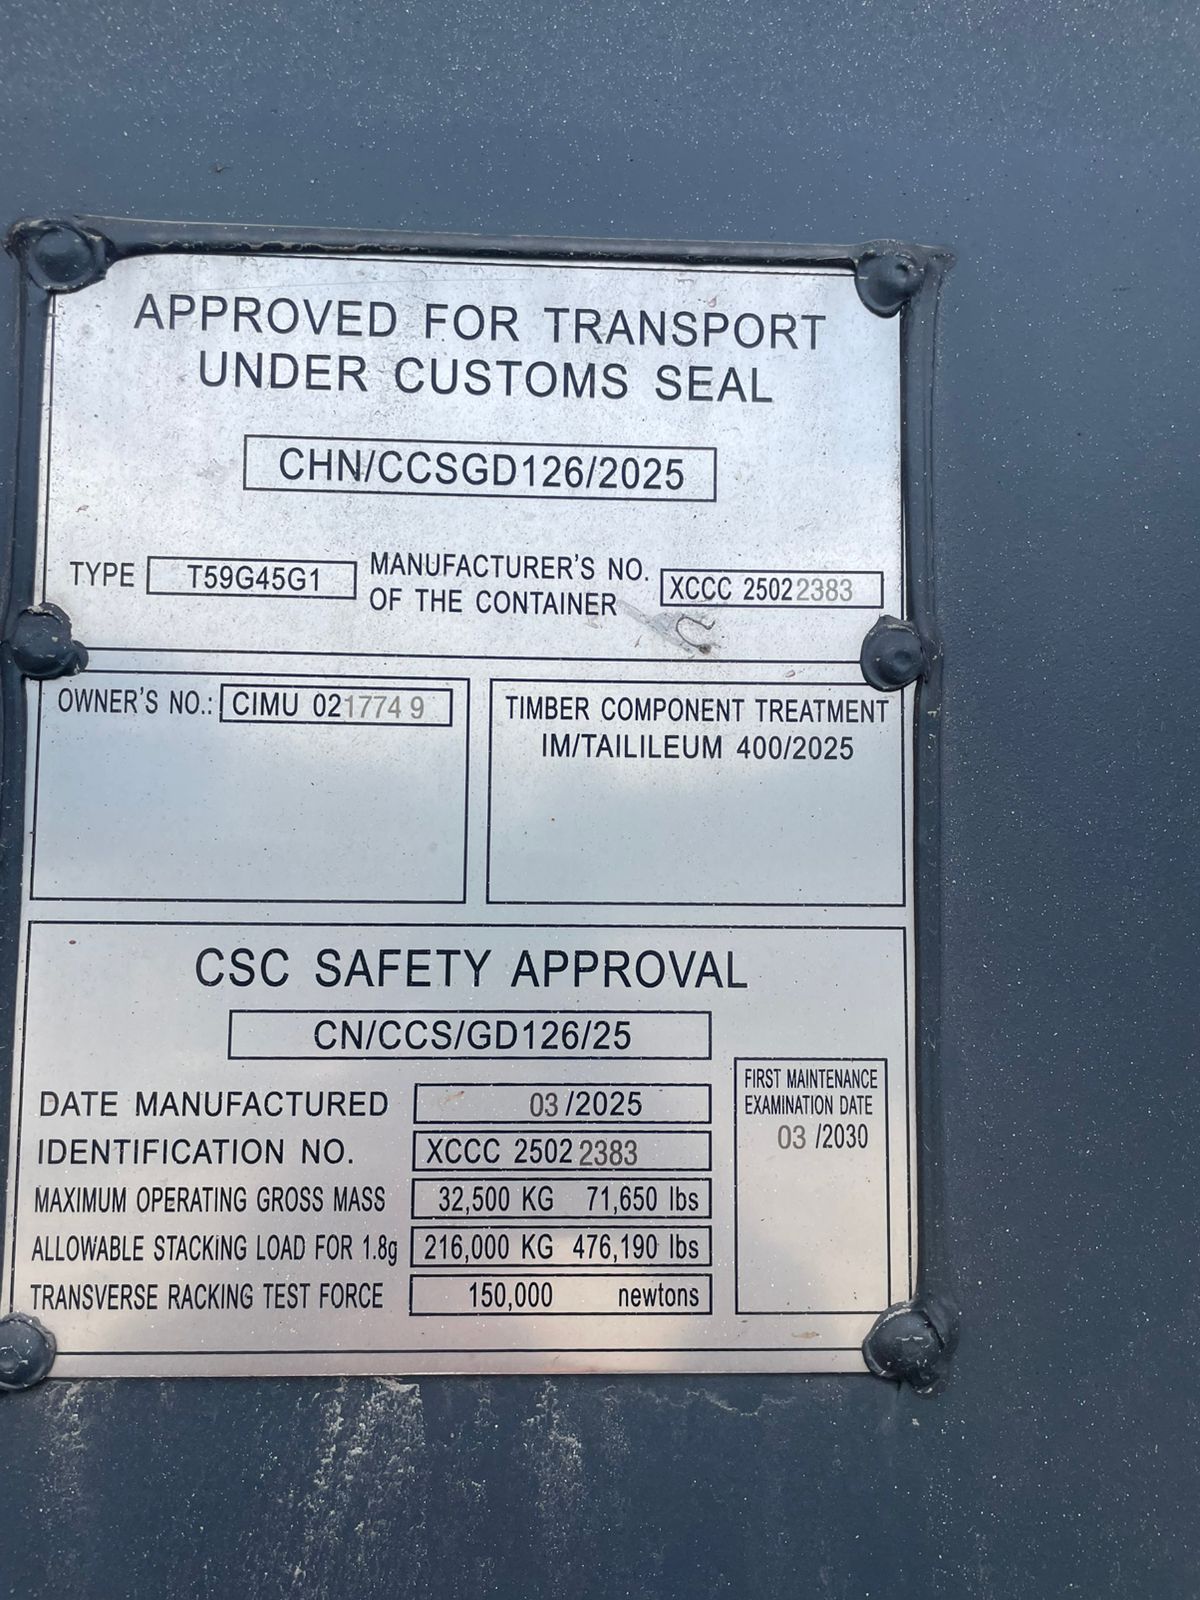 APPROVED FOR TRANSPORT
UNDER CUSTOMS SEAL
CHN/CCSGD126/2025
TYPE T59G45G1
MANUFACTURER'S NO.
OF THE CONTAINER
XCCC 25022383
OWNER'S NO.: CIMU 021774 9
TIMBER COMPONENT TREATMENT
IM/TAILILEUM 400/2025
CSC SAFETY APPROVAL
CN/CCS/GD126/25
DATE MANUFACTURED 03/2025
IDENTIFICATION NO. XCCC 25022383
MAXIMUM OPERATING GROSS MASS 32,500 KG 71,650 lbs
ALLOWABLE STACKING LOAD FOR 1.8g 216,000 KG 476,190 lbs
TRANSVERSE RACKING TEST FORCE 150,000 newtons
FIRST MAINTENANCE
EXAMINATION DATE
03 /2030